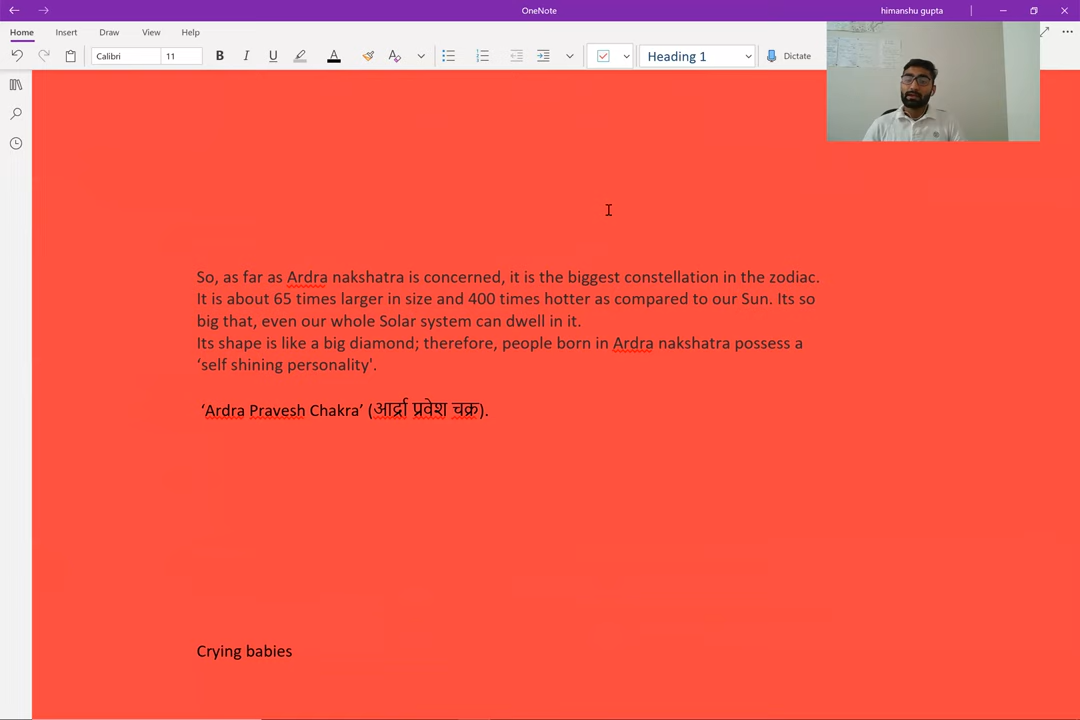 OneNote
himanshu gupta
Home Insert Draw View Help
Calibri 11 B I U A Heading 1 Dictate
So, as far as Ardra nakshatra is concerned, it is the biggest constellation in the zodiac.
It is about 65 times larger in size and 400 times hotter as compared to our Sun. Its so
big that, even our whole Solar system can dwell in it.
Its shape is like a big diamond; therefore, people born in Ardra nakshatra possess a
‘self shining personality'.
‘Ardra Pravesh Chakra’ (आर्द्रा प्रवेश चक्र).
Crying babies